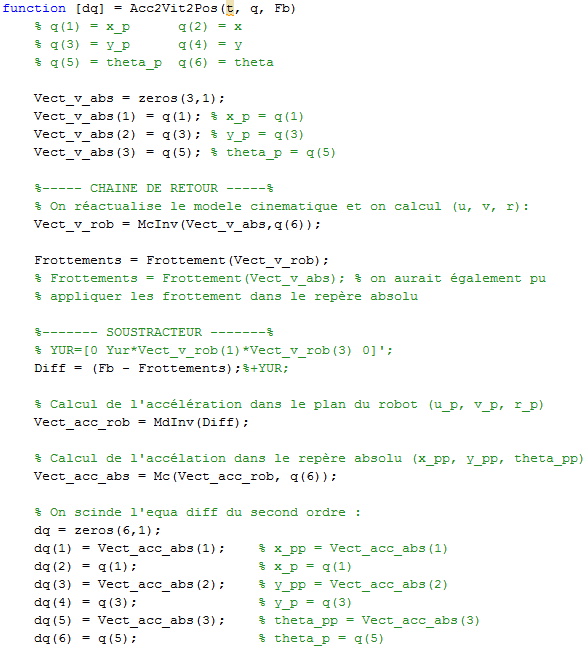 function [dq] = Acc2Vit2Pos(t, q, Fb)
% q(1) = x_p      q(2) = x
% q(3) = y_p      q(4) = y
% q(5) = theta_p  q(6) = theta
Vect_v_abs = zeros(3,1);
Vect_v_abs(1) = q(1); % x_p = q(1)
Vect_v_abs(2) = q(3); % y_p = q(3)
Vect_v_abs(3) = q(5); % theta_p = q(5)
%----- CHAINE DE RETOUR -----%
% On réactualise le modele cinematique et on calcul (u, v, r):
Vect_v_rob = McInv(Vect_v_abs,q(6));
Frottements = Frottement(Vect_v_rob);
% Frottements = Frottement(Vect_v_abs); % on aurait également pu
% appliquer les frottement dans le repère absolu
%------- SOUSTRACTEUR -------%
% YUR=[0 Yur*Vect_v_rob(1)*Vect_v_rob(3) 0]';
Diff = (Fb - Frottements);%+YUR;
% Calcul de l'accélération dans le plan du robot (u_p, v_p, r_p)
Vect_acc_rob = MdInv(Diff);
% Calcul de l'accélation dans le repère absolu (x_pp, y_pp, theta_pp)
Vect_acc_abs = Mc(Vect_acc_rob, q(6));
% On scinde l'equa diff du second ordre :
dq = zeros(6,1);
dq(1) = Vect_acc_abs(1);    % x_pp = Vect_acc_abs(1)
dq(2) = q(1);               % x_p = q(1)
dq(3) = Vect_acc_abs(2);    % y_pp = Vect_acc_abs(2)
dq(4) = q(3);               % y_p = q(3)
dq(5) = Vect_acc_abs(3);    % theta_pp = Vect_acc_abs(3)
dq(6) = q(5);               % theta_p = q(5)